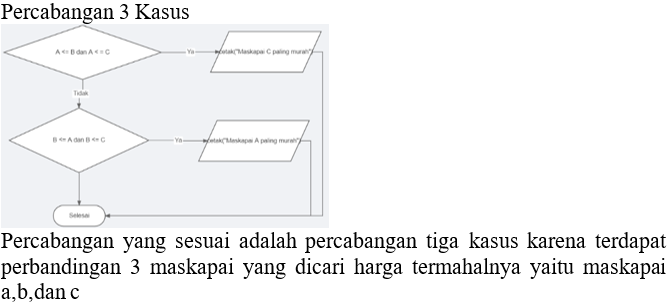 Percabangan 3 Kasus
A <= B dan A <= C
Ya
cetak("Maskapai C paling murah")
Tidak
B <= A dan B <= C
Ya
cetak("Maskapai A paling murah")
Selesai
Percabangan yang sesuai adalah percabangan tiga kasus karena terdapat
perbandingan 3 maskapai yang dicari harga termahalnya yaitu maskapai
a,b,dan c